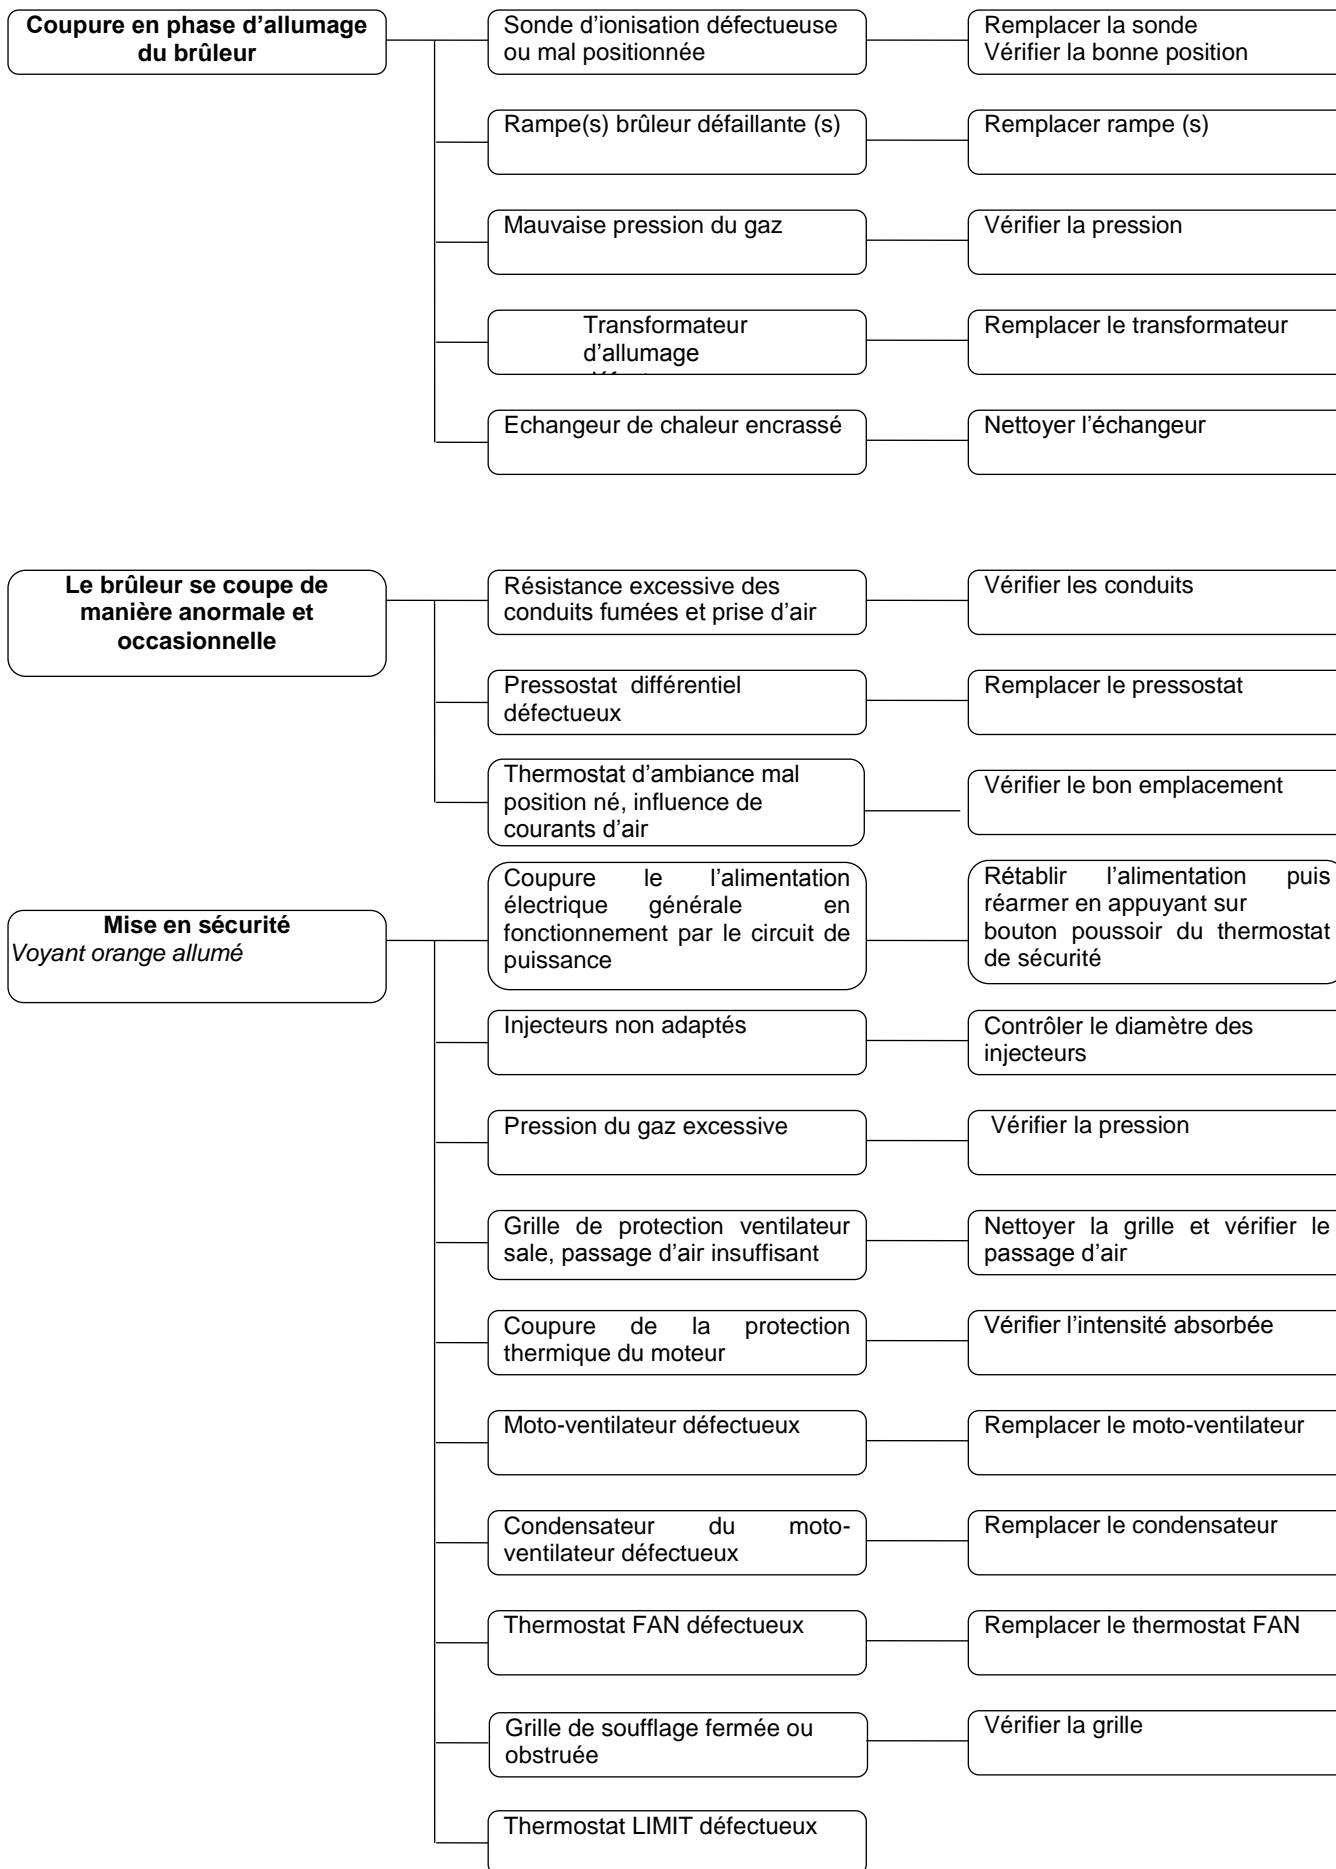 Coupure en phase d’allumage
du brûleur
Sonde d’ionisation défectueuse
ou mal positionnée
Remplacer la sonde
Vérifier la bonne position
Rampe(s) brûleur défaillante (s)
Remplacer rampe (s)
Mauvaise pression du gaz
Vérifier la pression
Transformateur
d’allumage
Remplacer le transformateur
Echangeur de chaleur encrassé
Nettoyer l’échangeur
Le brûleur se coupe de
manière anormale et
occasionnelle
Résistance excessive des
conduits fumées et prise d’air
Vérifier les conduits
Pressostat différentiel
défectueux
Remplacer le pressostat
Thermostat d’ambiance mal
position né, influence de
courants d’air
Vérifier le bon emplacement
Mise en sécurité
Voyant orange allumé
Coupure le l’alimentation
électrique générale en
fonctionnement par le circuit de
puissance
Rétablir l’alimentation puis
réarmer en appuyant sur
bouton poussoir du thermostat
de sécurité
Injecteurs non adaptés
Contrôler le diamètre des
injecteurs
Pression du gaz excessive
Vérifier la pression
Grille de protection ventilateur
sale, passage d’air insuffisant
Nettoyer la grille et vérifier le
passage d’air
Coupure de la protection
thermique du moteur
Vérifier l’intensité absorbée
Moto-ventilateur défectueux
Remplacer le moto-ventilateur
Condensateur du moto-
ventilateur défectueux
Remplacer le condensateur
Thermostat FAN défectueux
Remplacer le thermostat FAN
Grille de soufflage fermée ou
obstruée
Vérifier la grille
Thermostat LIMIT défectueux